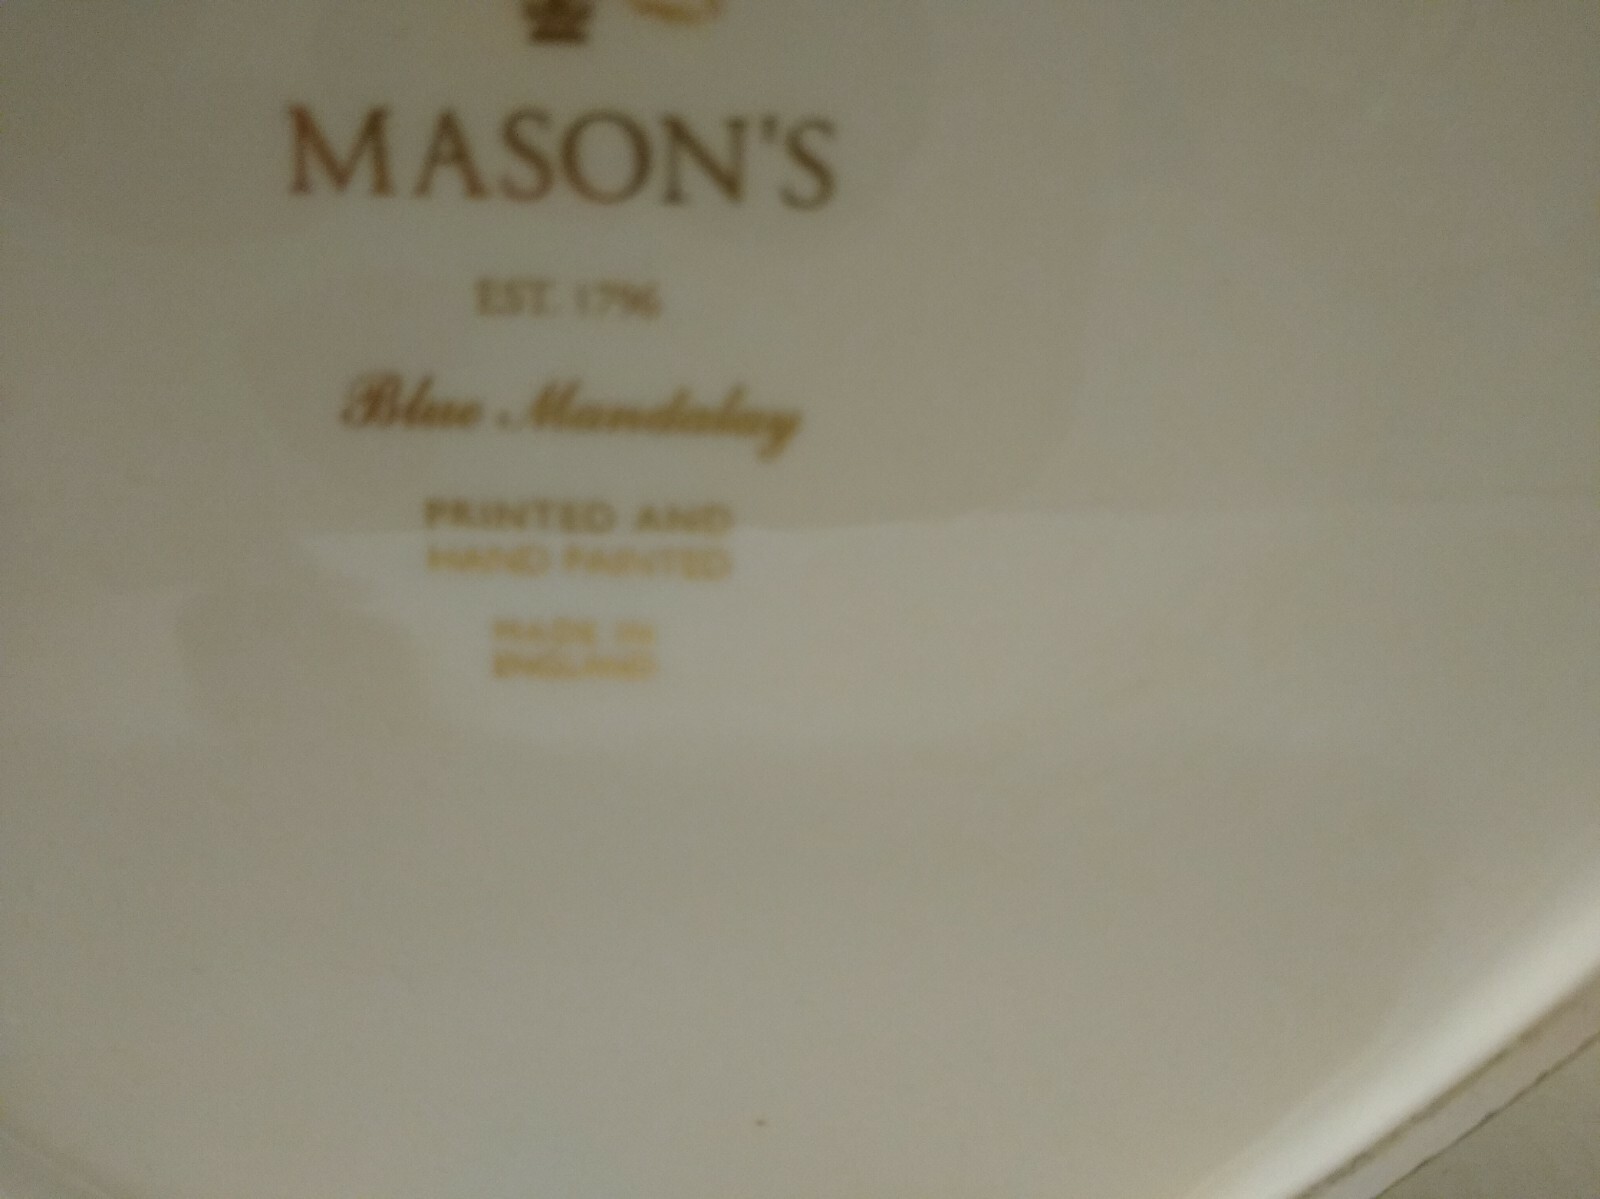 MASON'S
EST. 1796
Blue Mandalay
PRINTED AND
HAND PAINTED
MADE IN
ENGLAND